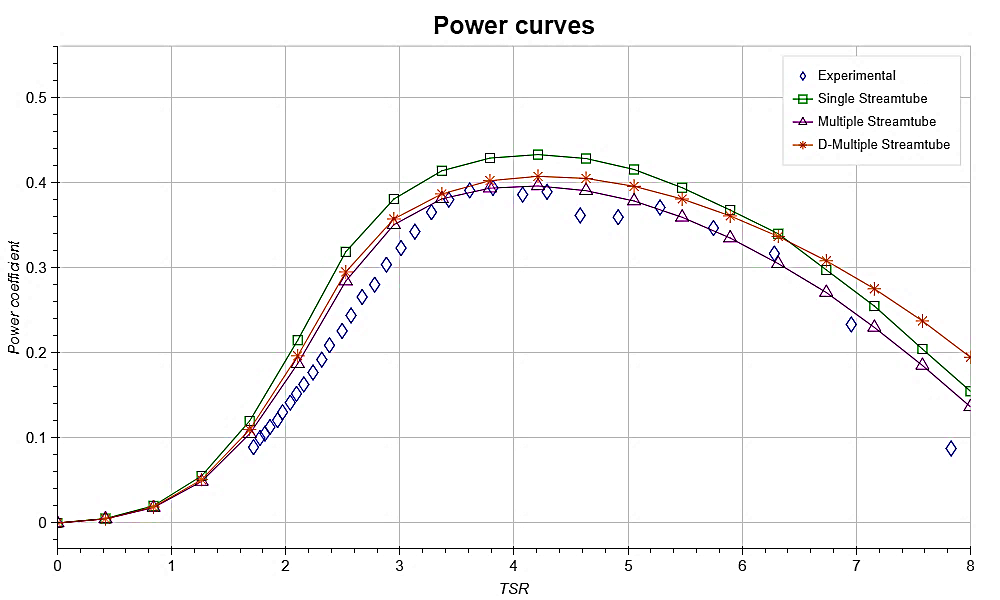 Power curves
Experimental
Single Streamtube
Multiple Streamtube
D-Multiple Streamtube
Power coefficient
0.5
0.4
0.3
0.2
0.1
0
0 1 2 3 4 5 6 7 8
TSR